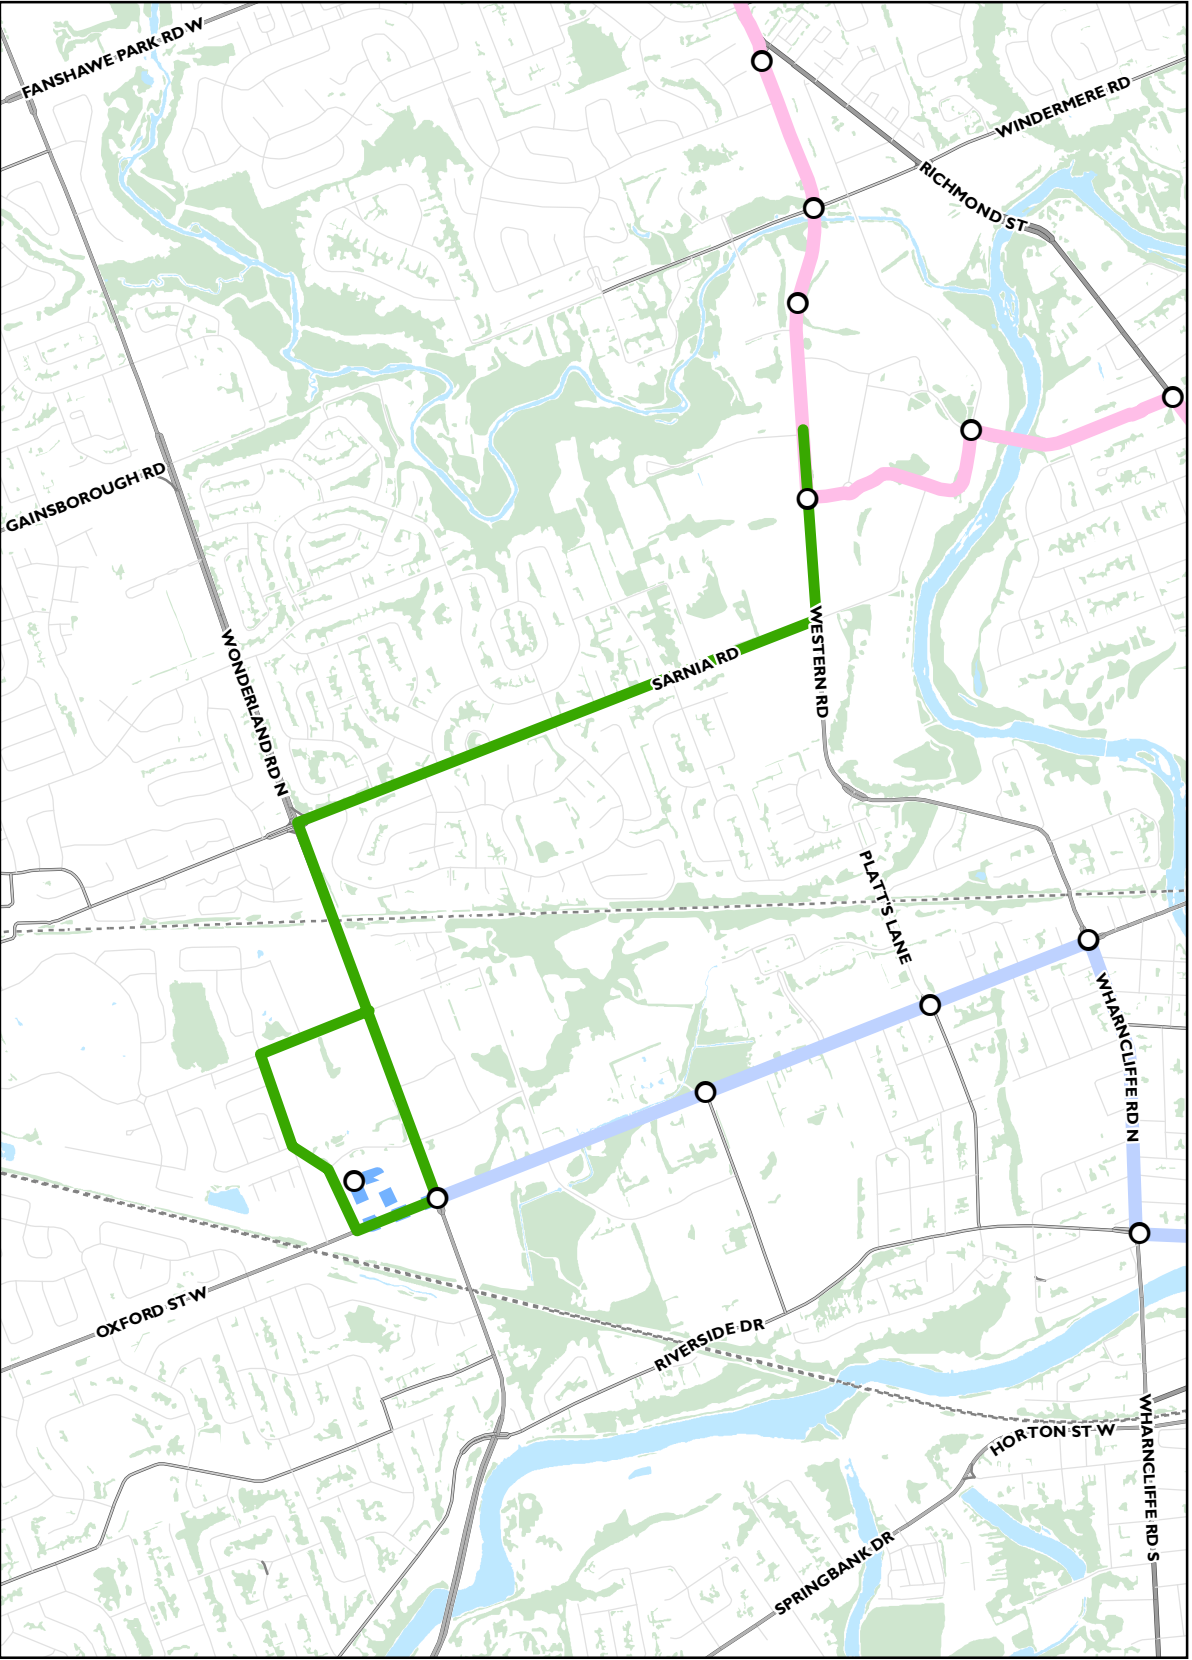 FANSHAWE PARK RD W
WINDERMERE RD
RICHMOND ST
GAINSBOROUGH RD
WONDERLAND RD N
SARNIA RD
WESTERN RD
PLATT'S LANE
WHARNCLIFFE RD N
OXFORD ST W
RIVERSIDE DR
HORTON ST W
WHARNCLIFFE RD S
SPRINGBANK DR